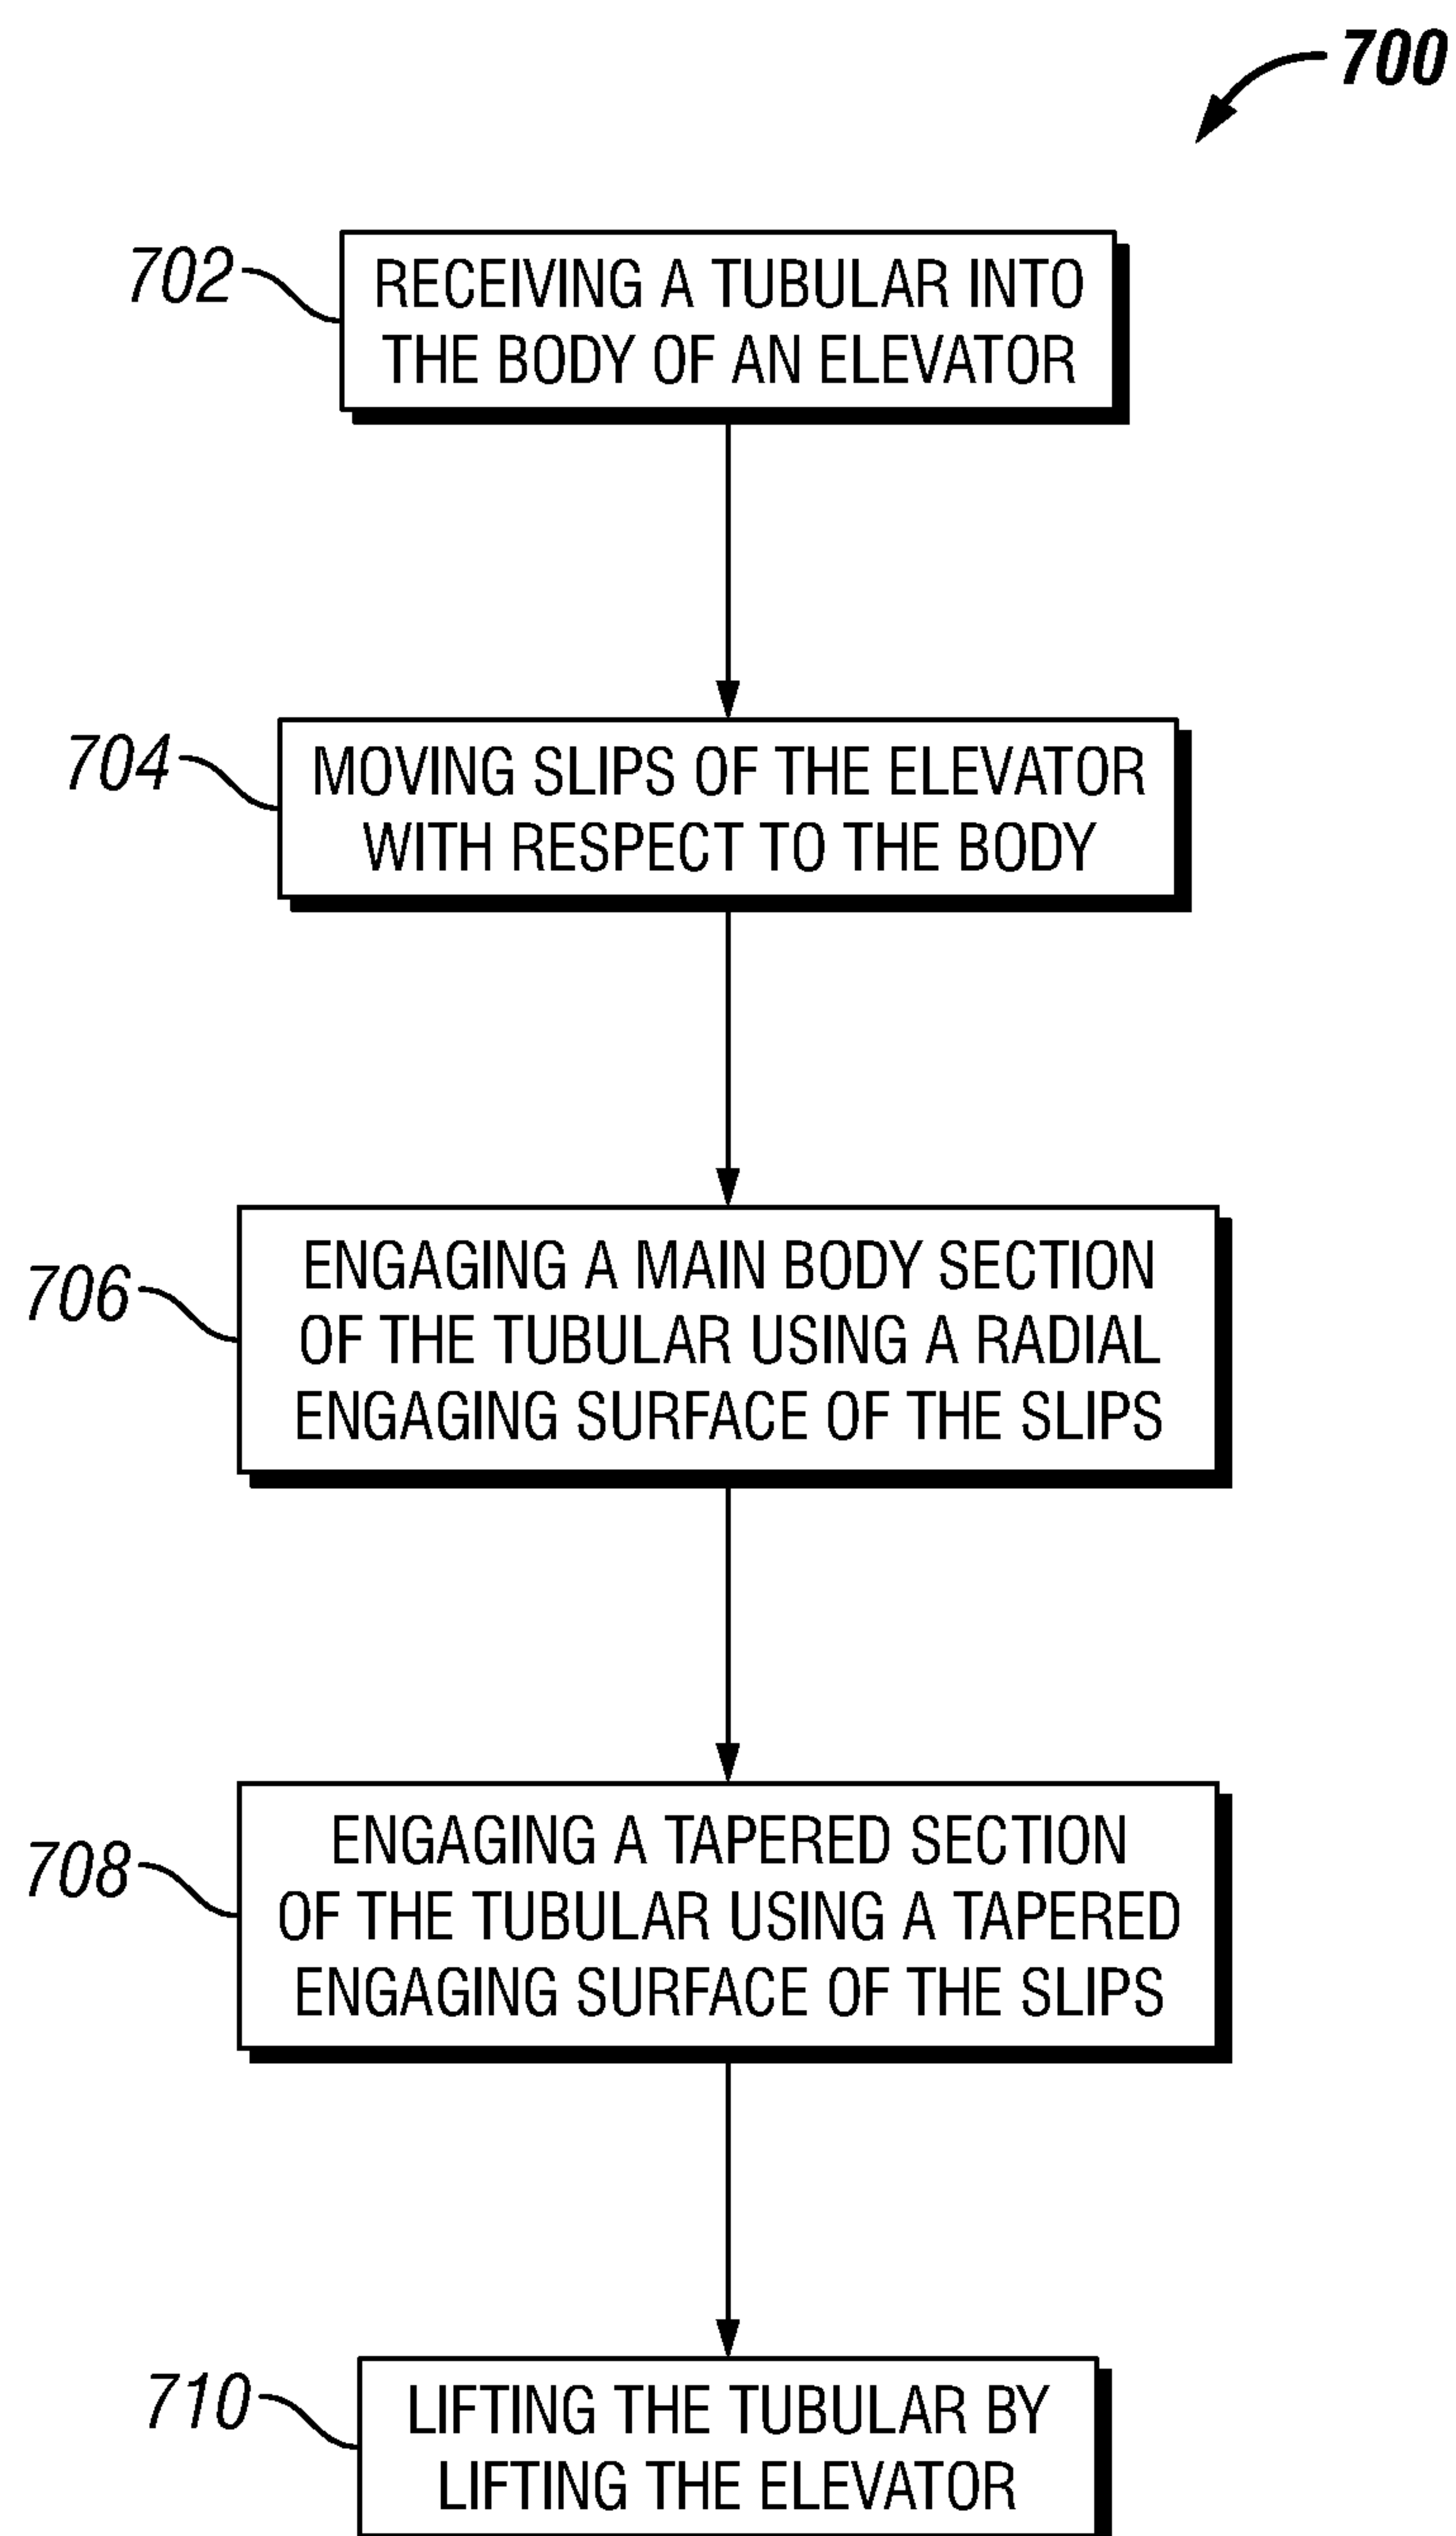 700
702
RECEIVING A TUBULAR INTO
THE BODY OF AN ELEVATOR
704
MOVING SLIPS OF THE ELEVATOR
WITH RESPECT TO THE BODY
706
ENGAGING A MAIN BODY SECTION
OF THE TUBULAR USING A RADIAL
ENGAGING SURFACE OF THE SLIPS
708
ENGAGING A TAPERED SECTION
OF THE TUBULAR USING A TAPERED
ENGAGING SURFACE OF THE SLIPS
710
LIFTING THE TUBULAR BY
LIFTING THE ELEVATOR